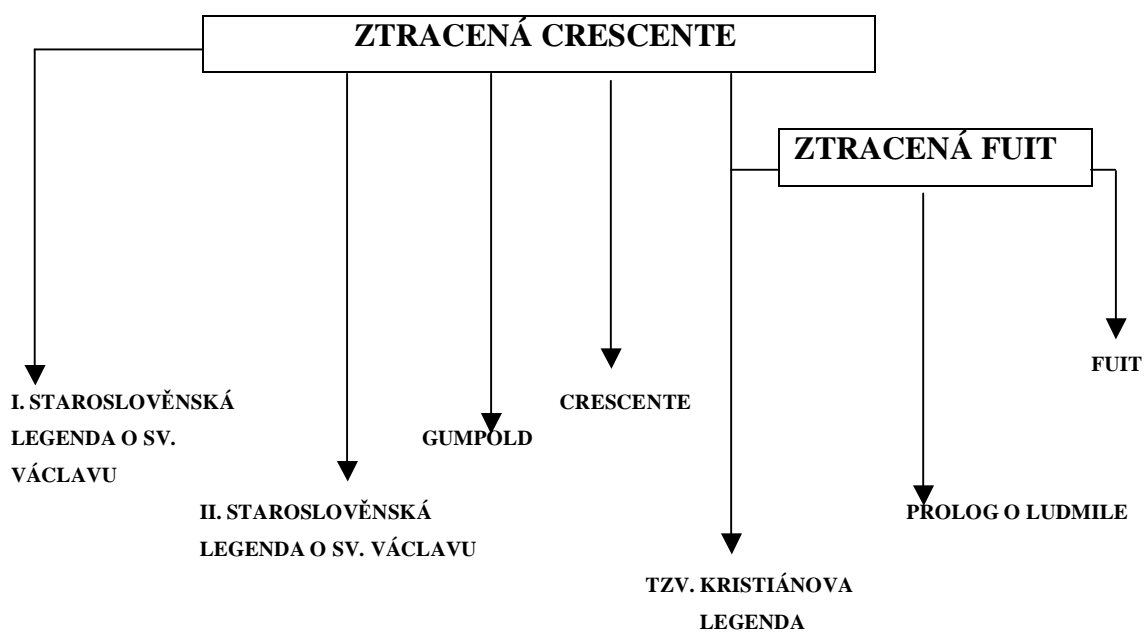 ZTRACENÁ CRESCENTE
ZTRACENÁ FUIT
FUIT
I. STAROSLOVĚNSKÁ
LEGENDA O SV.
VÁCLAVU
CRESCENTE
GUMPOLD
II. STAROSLOVĚNSKÁ
LEGENDA O SV. VÁCLAVU
PROLOG O LUDMILE
TZV. KRISTIÁNOVA
LEGENDA